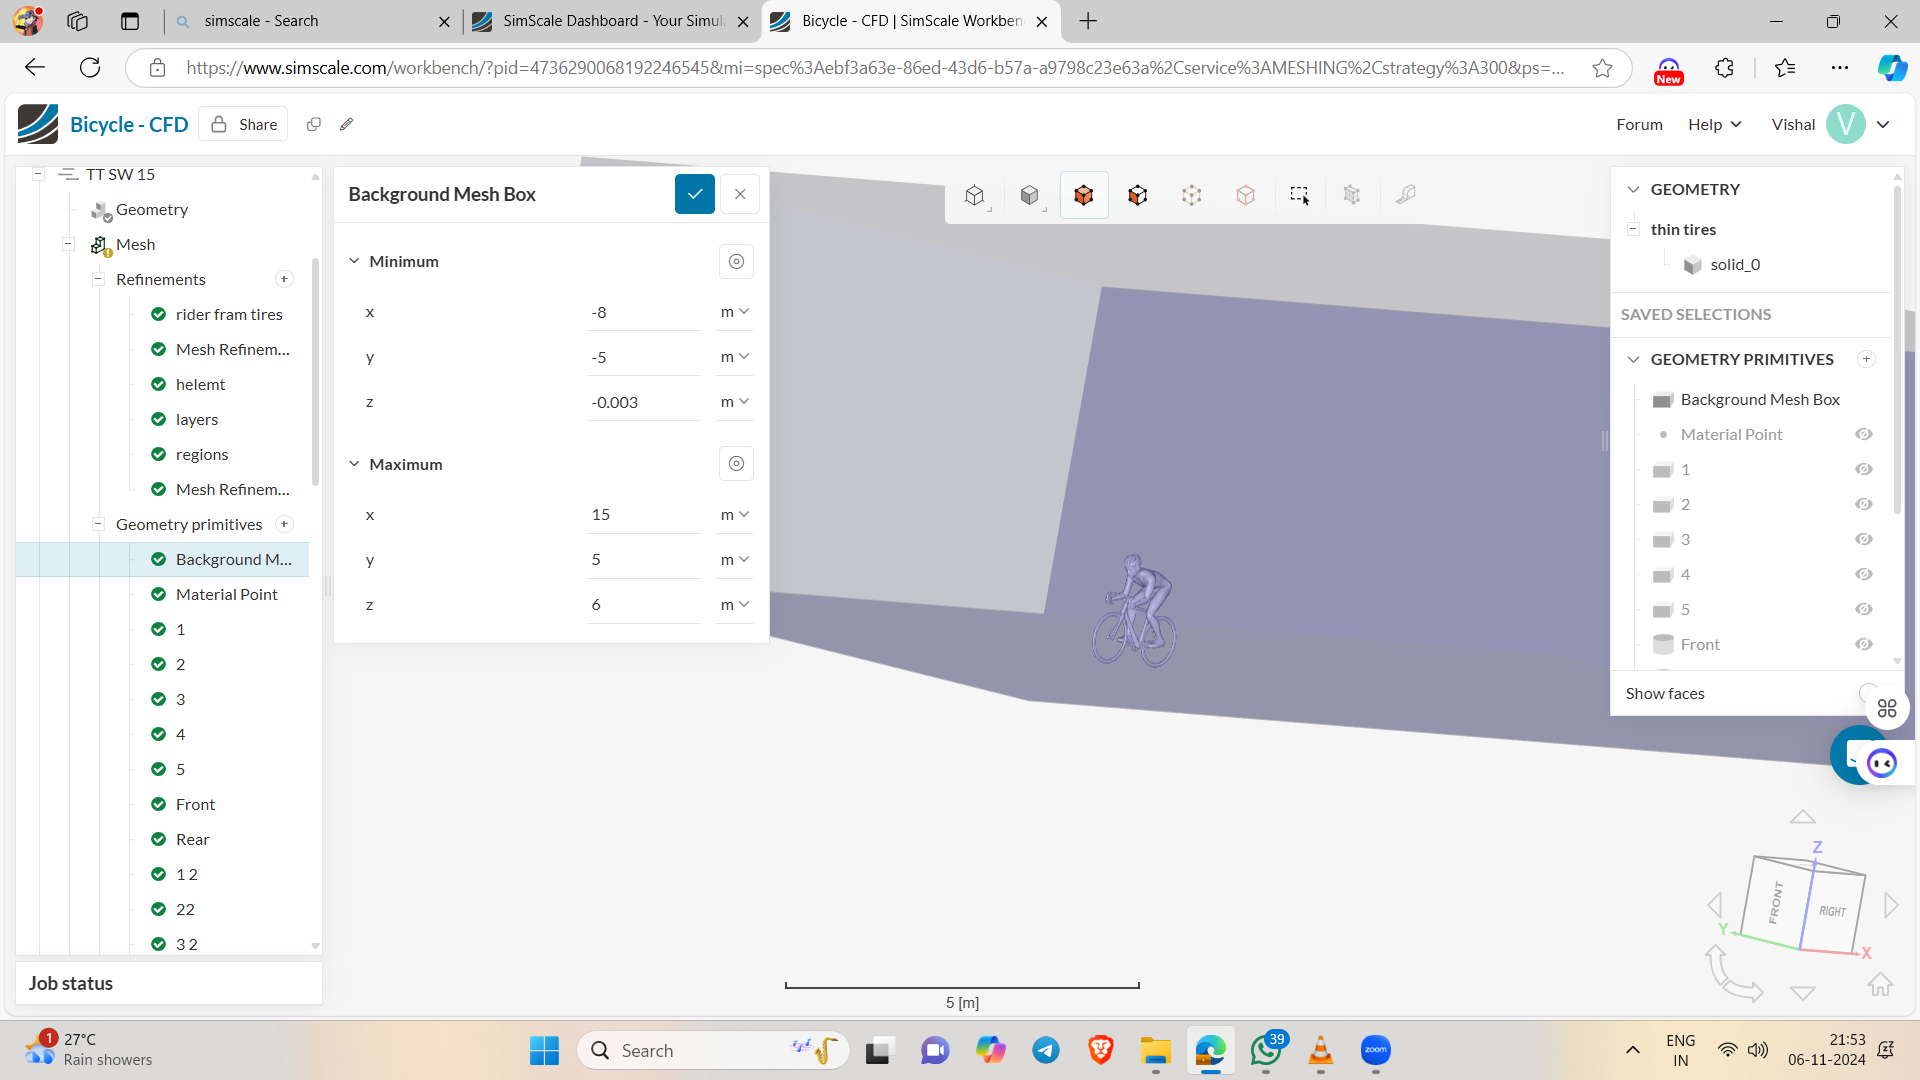 simscale - Search
SimScale Dashboard - Your Simula
Bicycle - CFD | SimScale Workben
https://www.simscale.com/workbench/?pid=4736290068192246545&mi=spec%3Aebf3a63e-86ed-43d6-b57a-a9798c23e63a%2Cservice%3AMESHING%2Cstrategy%3A300&ps=...
New
Bicycle - CFD
Share
Forum
Help
Vishal
V
TT SW 15
Geometry
Mesh
Refinements
rider fram tires
Mesh Refinem...
helemt
layers
regions
Mesh Refinem...
Geometry primitives
Background M...
Material Point
1
2
3
4
5
Front
Rear
1 2
22
3 2
Job status
Background Mesh Box
Minimum
x -8 m
y -5 m
z -0.003 m
Maximum
x 15 m
y 5 m
z 6 m
GEOMETRY
thin tires
solid_0
SAVED SELECTIONS
GEOMETRY PRIMITIVES
Background Mesh Box
Material Point
1
2
3
4
5
Front
Show faces
5 [m]
Z
FRONT
RIGHT
Y
X
1
27°C
Rain showers
Search
39
zoom
ENG
IN
21:53
06-11-2024